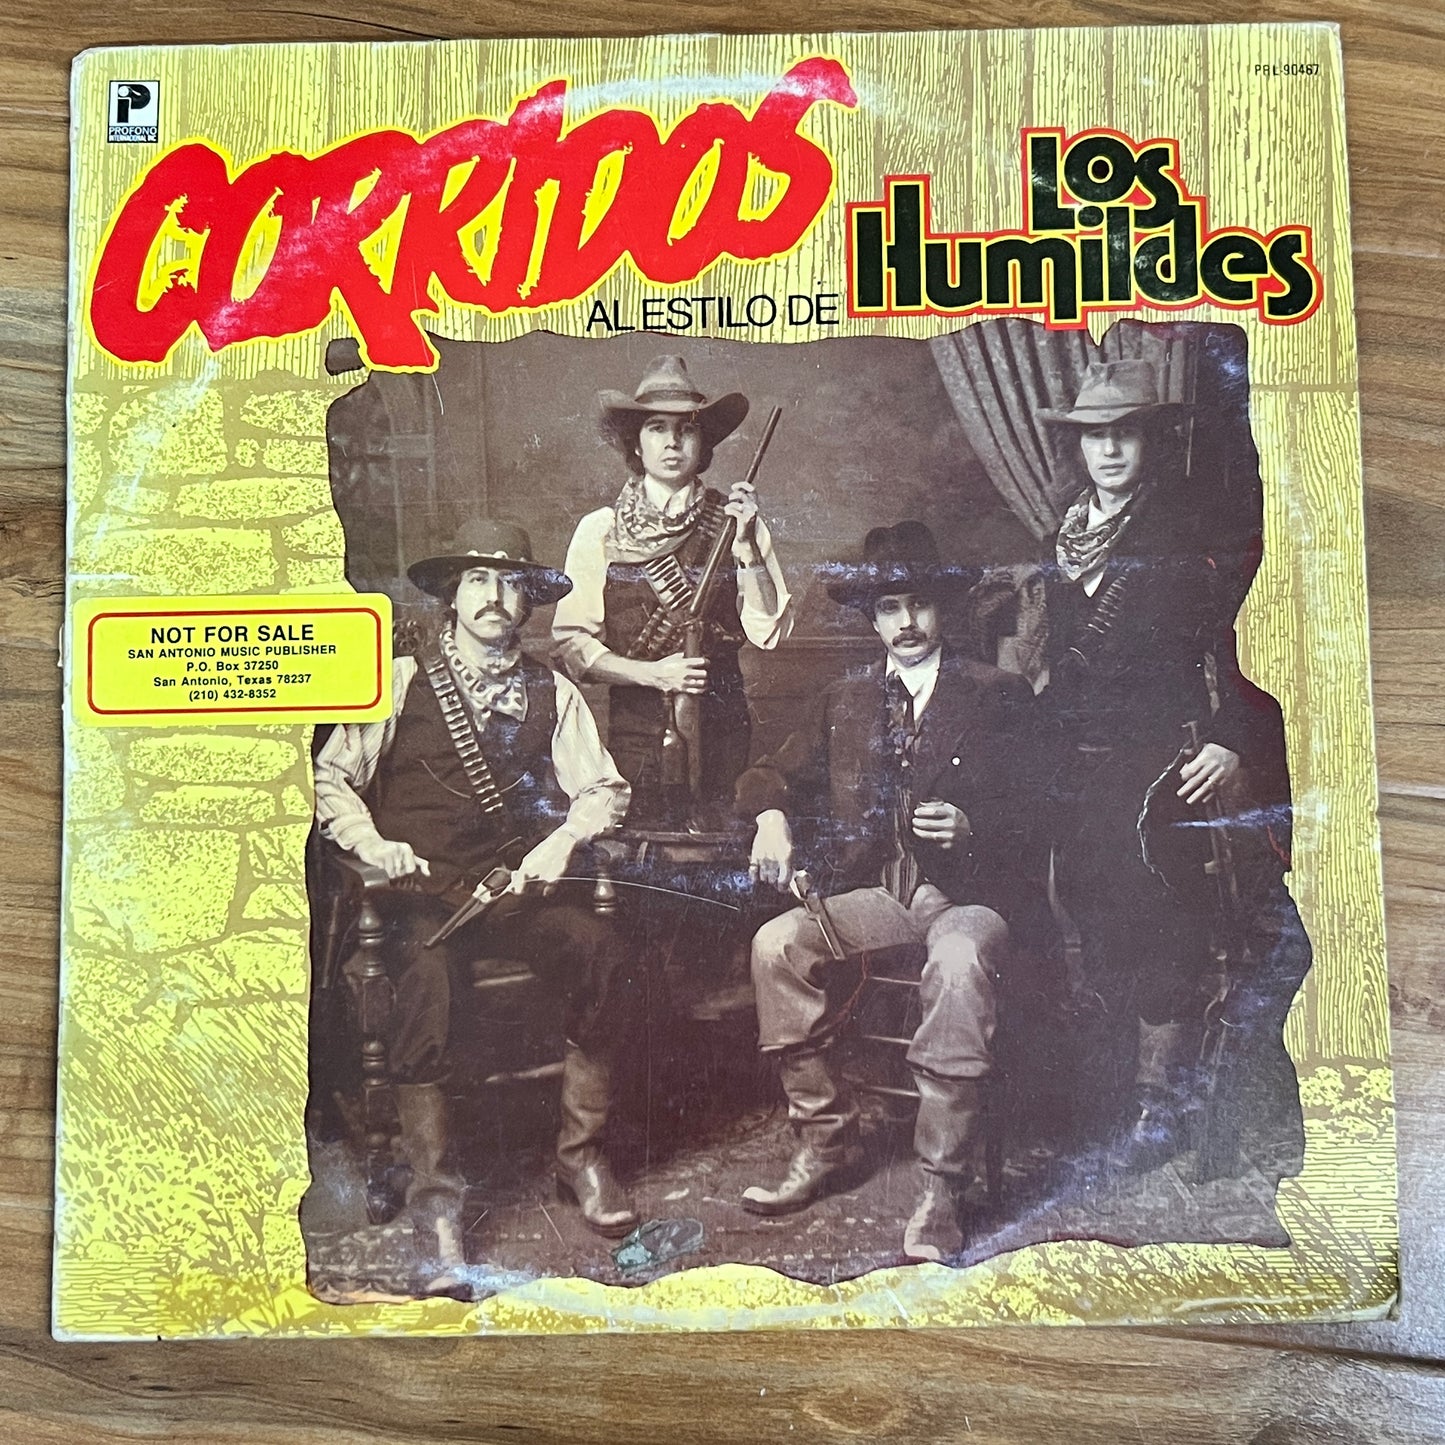 PROFONO
INTERNACIONAL INC
PRL-90467
CORRIDOS
AL ESTILO DE
Los
Humildes
NOT FOR SALE
SAN ANTONIO MUSIC PUBLISHER
P.O. Box 37250
San Antonio, Texas 78237
(210) 432-8352